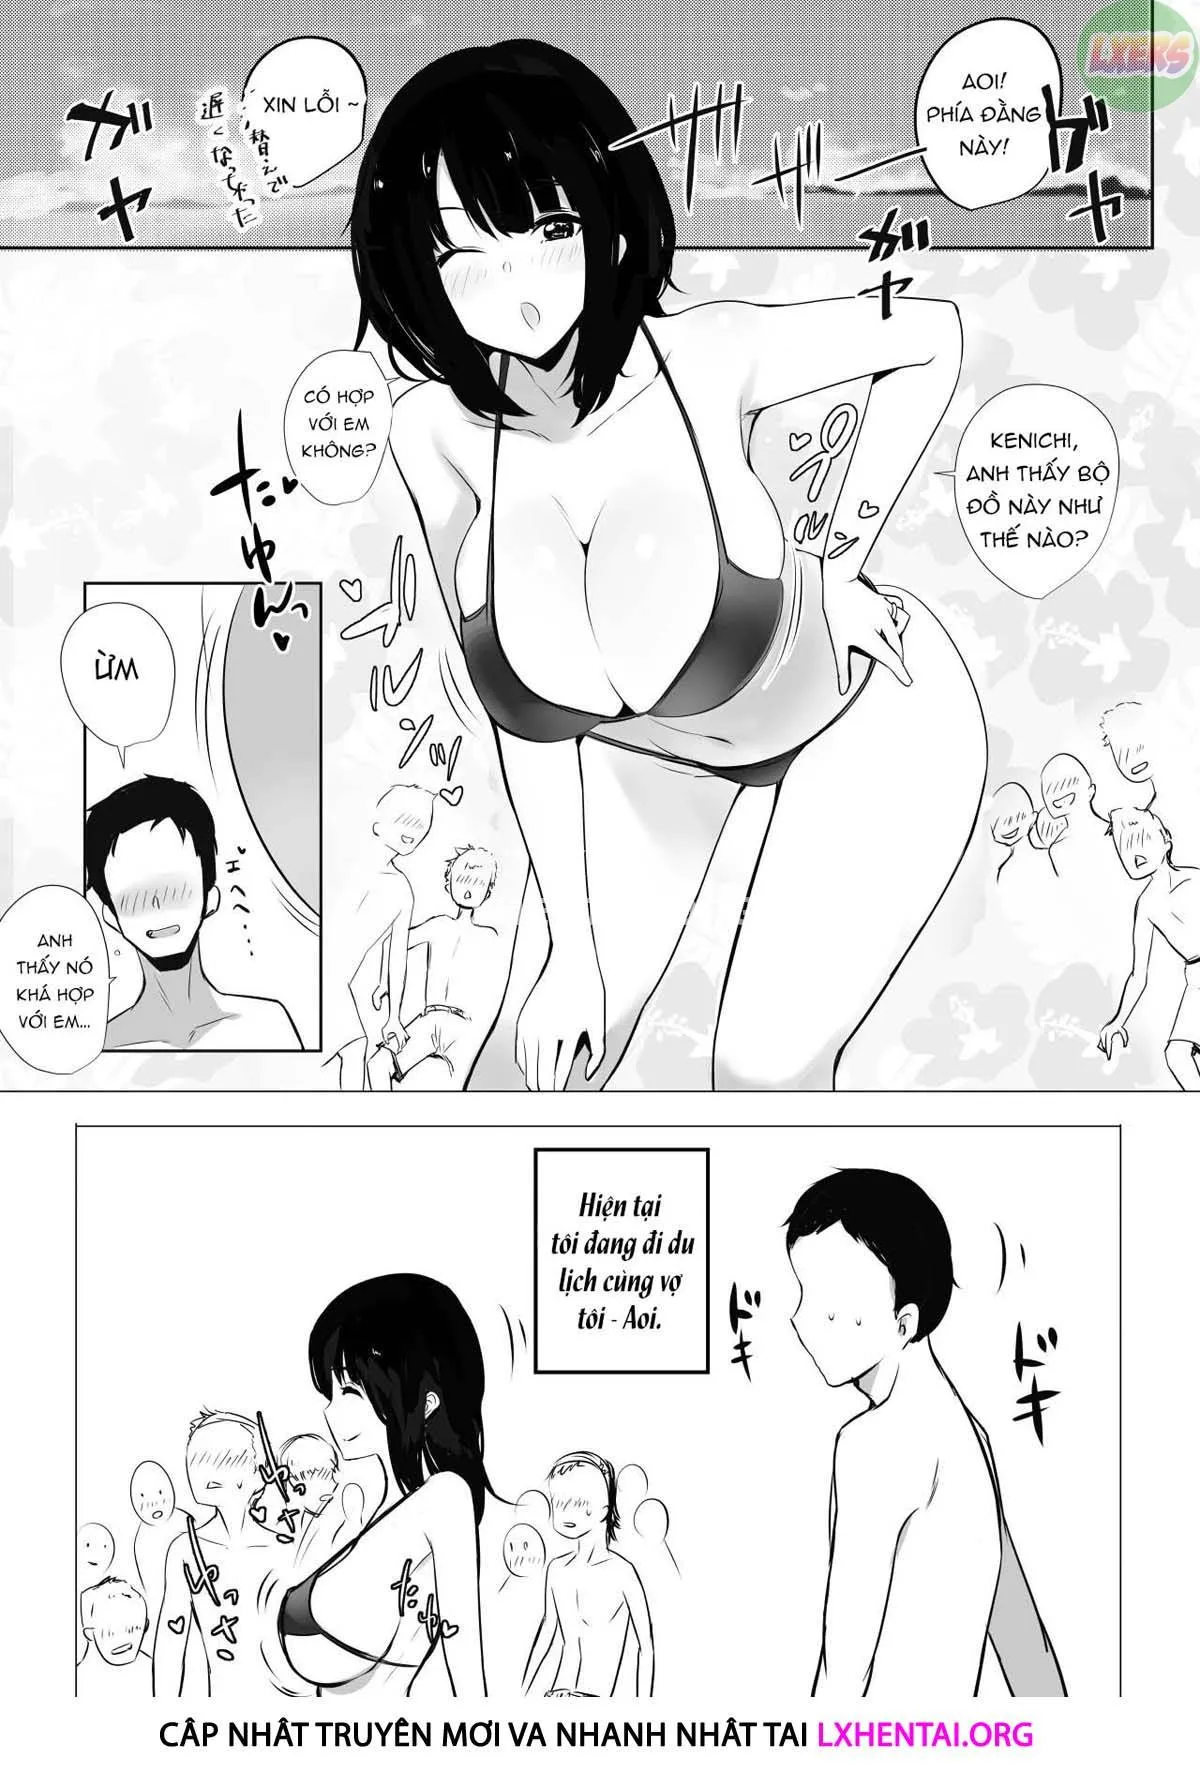 LXERS
AOI!
PHÍA ĐẰNG
NÀY!
XIN LỖI ~
替えで
遅くなっちゃった
ガヤ
ガヤ
ガヤ
CÓ HỢP
VỚI EM
KHÔNG?
KENICHI,
ANH THẤY BỘ
ĐỒ NÀY NHƯ
THẾ NÀO?
たゆんっ
ỪM
エヘヘ
ANH
THẤY NÓ
KHÁ HỢP
VỚI EM...
Hiện tại
tôi đang đi du
lịch cùng vợ
tôi - Aoi.
ドキ
ドキ
CẬP NHẬT TRUYỆN MỚI VÀ NHANH NHẤT TẠI LXHENTAI.ORG